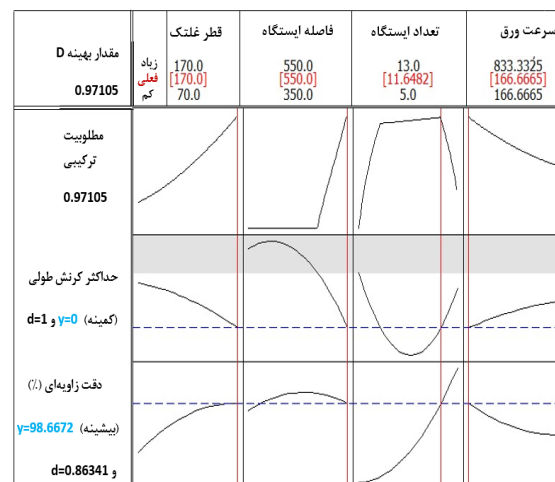 مقدار بهینه D
0.97105
قطر غلتک
فاصله ایستگاه
تعداد ایستگاه
سرعت ورق
زیاد 170.0 550.0 13.0 833.3325
فعلی [170.0] [550.0] [11.6482] [166.6665]
کم 70.0 350.0 5.0 166.6665
مطلوبیت
ترکیبی
0.97105
حداکثر کرنش طولی
(کمینه) y=0 و d=1
دقت زاویه‌ای (٪)
(بیشینه) y=98.6672
و d=0.86341